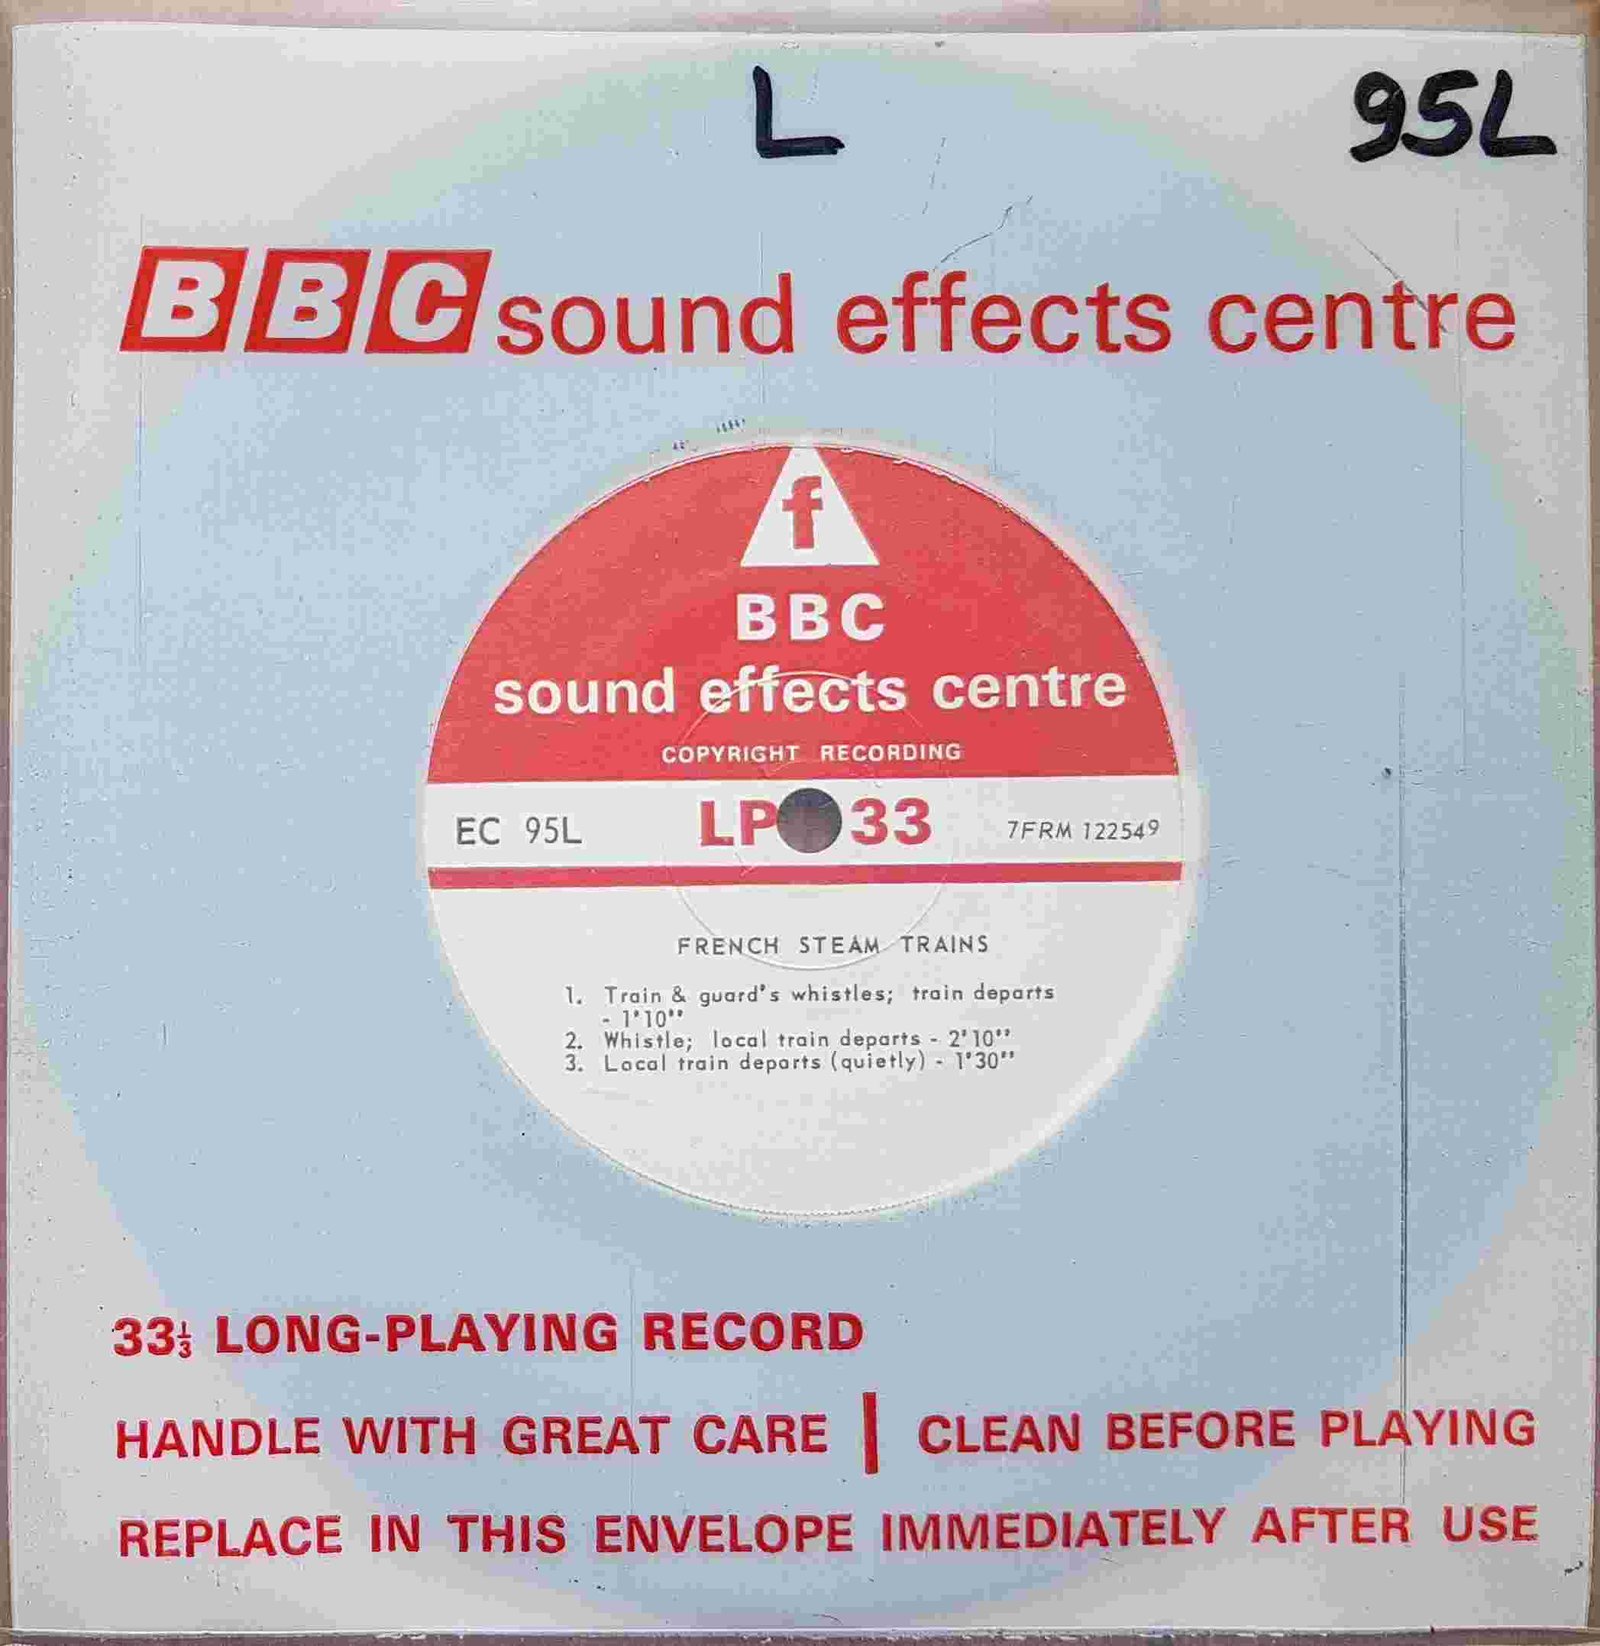 L 95L
BBC sound effects centre
f
BBC
sound effects centre
COPYRIGHT RECORDING
EC 95L LP 33 7FRM 122549
FRENCH STEAM TRAINS
1. Train & guard's whistles; train departs
- 1'10''
2. Whistle; local train departs - 2'10''
3. Local train departs (quietly) - 1'30''
33⅓ LONG-PLAYING RECORD
HANDLE WITH GREAT CARE | CLEAN BEFORE PLAYING
REPLACE IN THIS ENVELOPE IMMEDIATELY AFTER USE